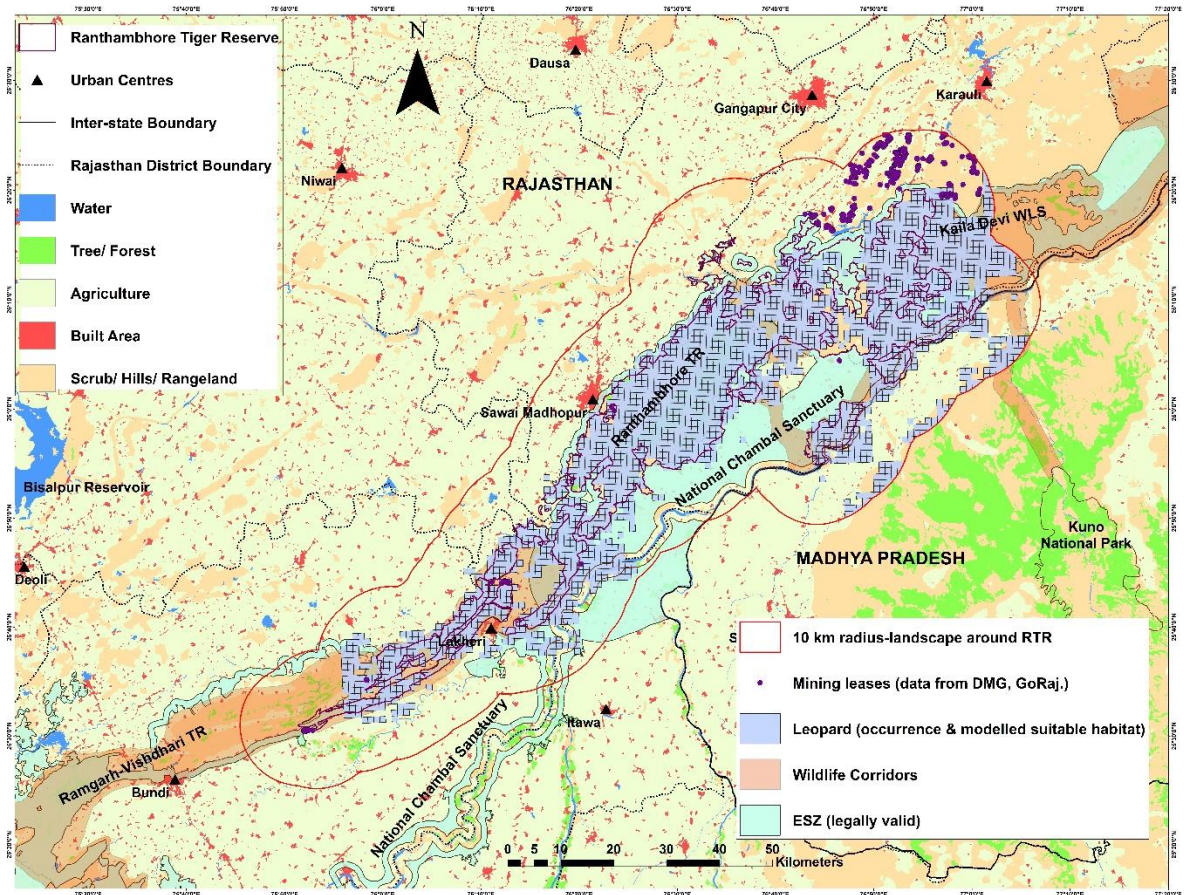 Ranthambhore Tiger Reserve
Urban Centres
Inter-state Boundary
Rajasthan District Boundary
Water
Tree/ Forest
Agriculture
Built Area
Scrub/ Hills/ Rangeland
N
Dausa
Gangapur City
Karauli
Niwai
RAJASTHAN
Kaila Devi WLS
Sawai Madhopur
Ranthambhore TR
National Chambal Sanctuary
Bisalpur Reservoir
Kuno
National Park
MADHYA PRADESH
Deoli
Lakheri
Itawa
National Chambal Sanctuary
Ramgarh-Vishdhari TR
Bundi
10 km radius-landscape around RTR
Mining leases (data from DMG, GoRaj.)
Leopard (occurrence & modelled suitable habitat)
Wildlife Corridors
ESZ (legally valid)
0 5 10 20 30 40 50
Kilometers